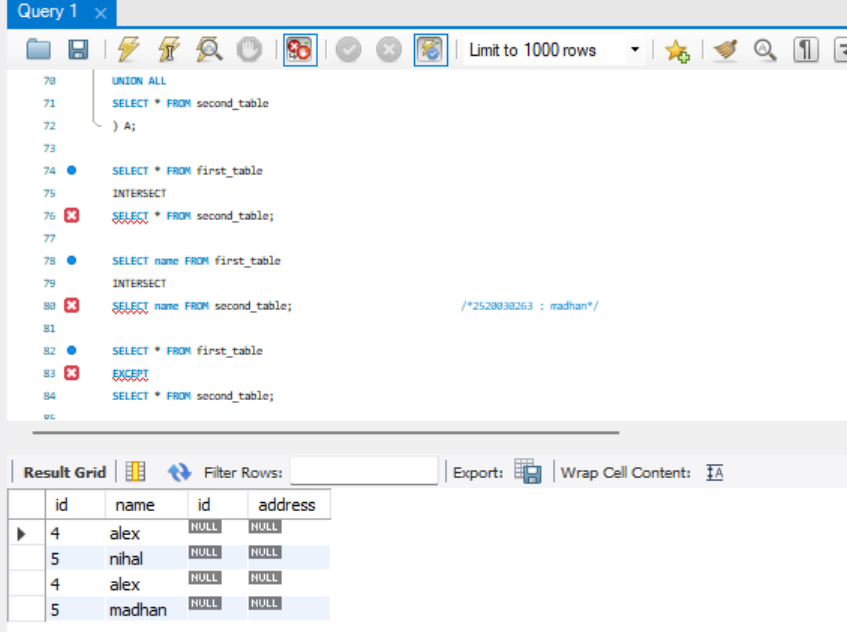 Query 1
Limit to 1000 rows
70 UNION ALL
71 SELECT * FROM second_table
72 ) A;
73
74 SELECT * FROM first_table
75 INTERSECT
76 SELECT * FROM second_table;
77
78 SELECT name FROM first_table
79 INTERSECT
80 SELECT name FROM second_table; /*2520030263 : madhan*/
81
82 SELECT * FROM first_table
83 EXCEPT
84 SELECT * FROM second_table;
85
Result Grid Filter Rows: Export: Wrap Cell Content: IA
id name id address
4 alex NULL NULL
5 nihal NULL NULL
4 alex NULL NULL
5 madhan NULL NULL